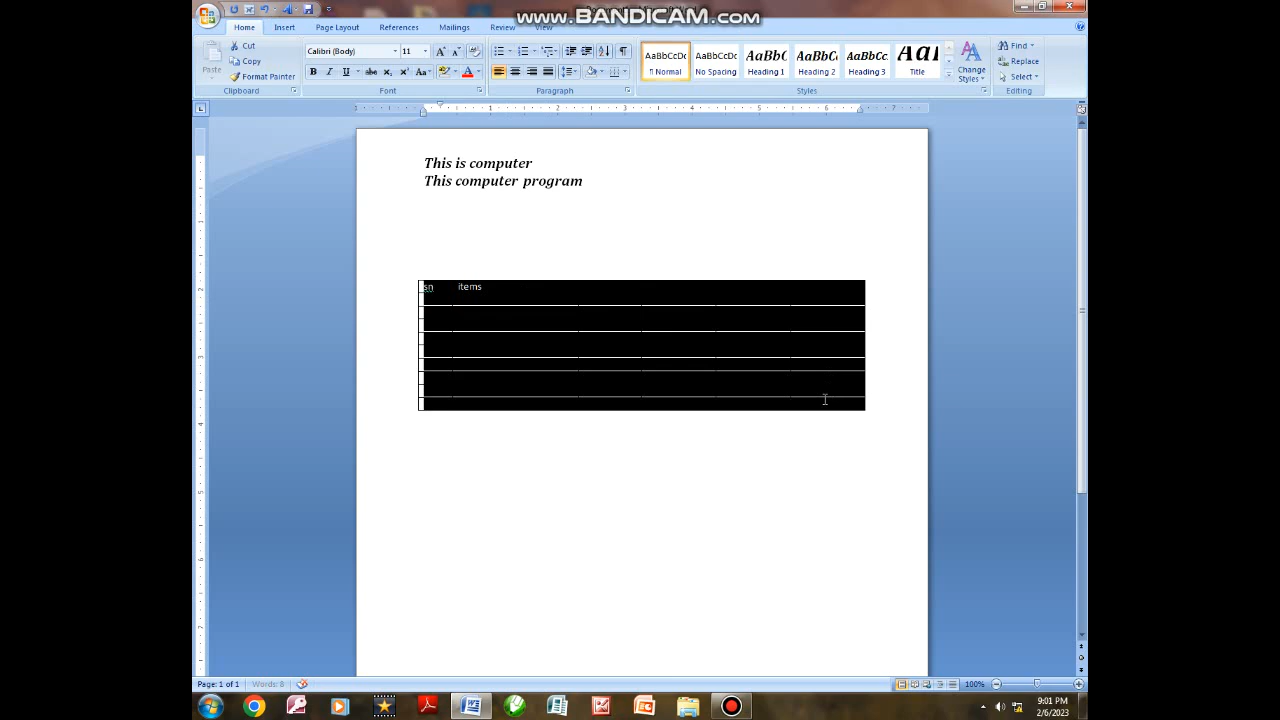 www.BANDICAM.com
Home Insert Page Layout References Mailings Review View
Paste
Cut
Copy
Format Painter
Clipboard
Calibri (Body) 11
Font
Paragraph
AaBbCcDc AaBbCcDc AaBbC AaBbCc AaBbCc. AaB
¶ Normal No Spacing Heading 1 Heading 2 Heading 3 Title
Change Styles
Styles
Find
Replace
Select
Editing
This is computer
This computer program
sn items
Page: 1 of 1 Words: 8 100%
9:01 PM
2/6/2023